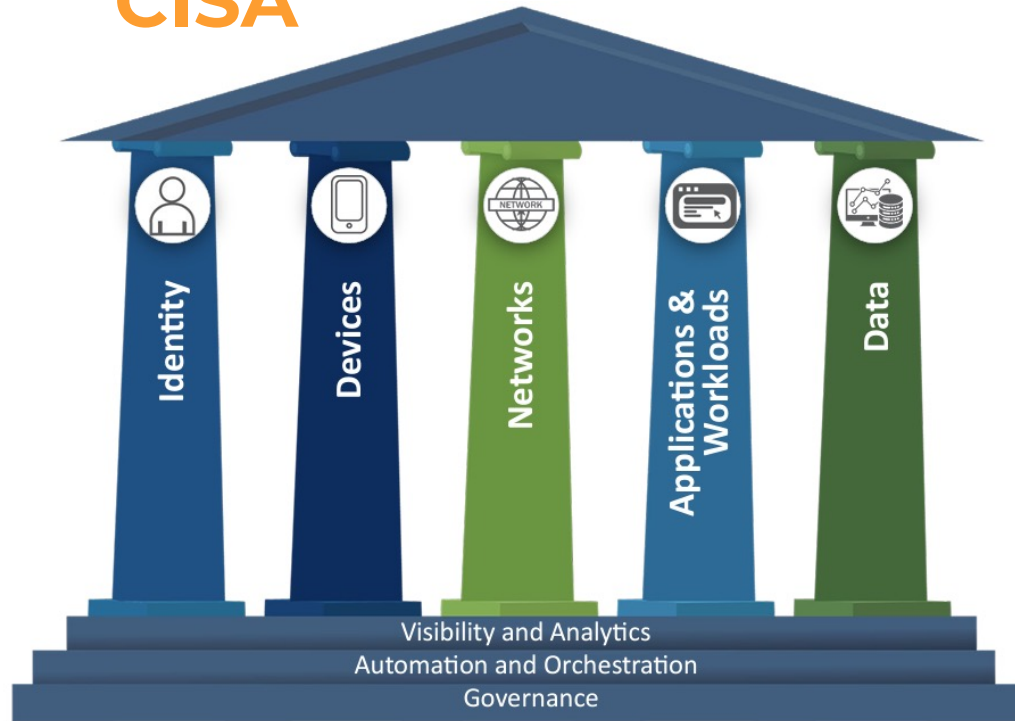 CISA
NETWORK
Identity
Devices
Networks
Applications &
Workloads
Data
Visibility and Analytics
Automation and Orchestration
Governance